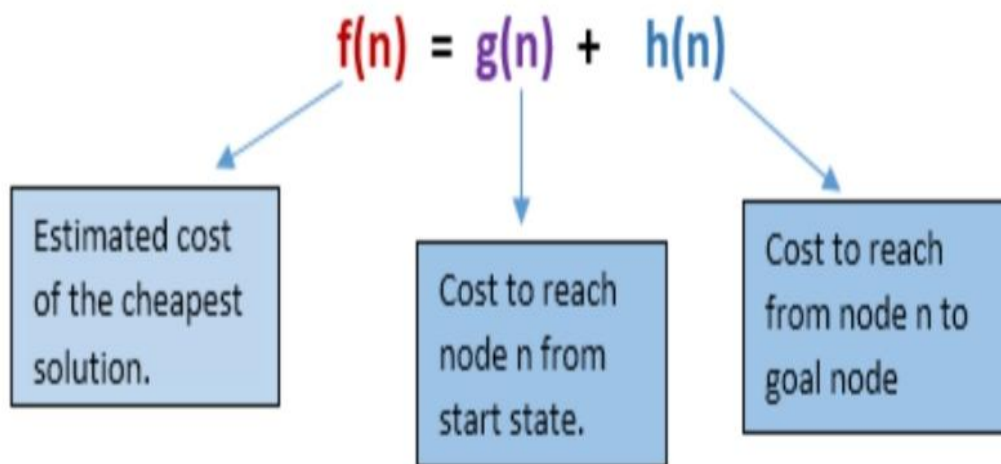 f(n) = g(n) + h(n)
Estimated cost
of the cheapest
solution.
Cost to reach
node n from
start state.
Cost to reach
from node n to
goal node